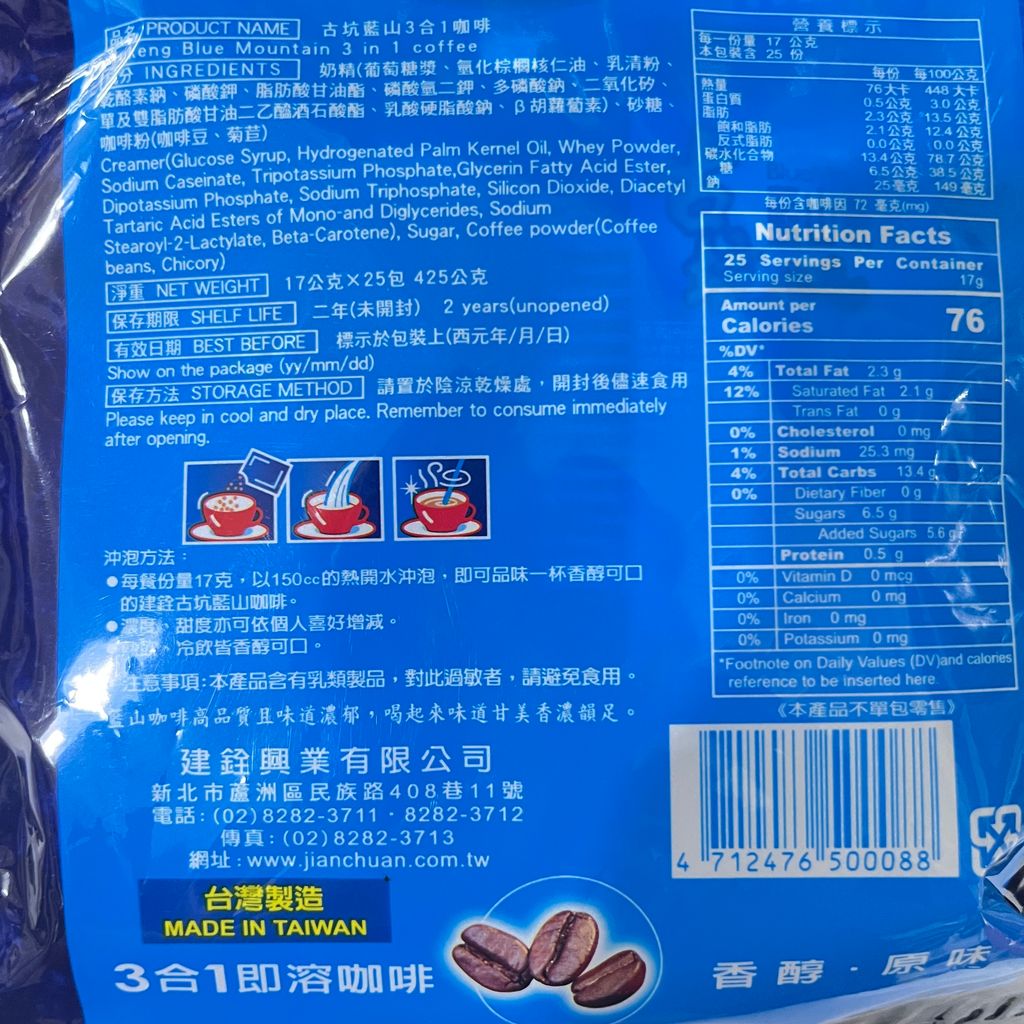 品名 PRODUCT NAME 古坑藍山3合1咖啡
eng Blue Mountain 3 in 1 coffee
分 INGREDIENTS 奶精(葡萄糖漿、氫化棕櫚核仁油、乳清粉、
乾酪素鈉、磷酸鉀、脂肪酸甘油酯、磷酸氫二鉀、多磷酸鈉、二氧化矽、
單及雙脂肪酸甘油二乙醯酒石酸酯、乳酸硬脂酸鈉、β胡蘿蔔素)、砂糖、
咖啡粉(咖啡豆、菊苣)
Creamer(Glucose Syrup, Hydrogenated Palm Kernel Oil, Whey Powder,
Sodium Caseinate, Tripotassium Phosphate,Glycerin Fatty Acid Ester,
Dipotassium Phosphate, Sodium Triphosphate, Silicon Dioxide, Diacetyl
Tartaric Acid Esters of Mono-and Diglycerides, Sodium
Stearoyl-2-Lactylate, Beta-Carotene), Sugar, Coffee powder(Coffee
beans, Chicory)
淨重 NET WEIGHT 17公克×25包 425公克
保存期限 SHELF LIFE 二年(未開封) 2 years(unopened)
有效日期 BEST BEFORE 標示於包裝上(西元年/月/日)
Show on the package (yy/mm/dd)
保存方法 STORAGE METHOD 請置於陰涼乾燥處，開封後儘速食用
Please keep in cool and dry place. Remember to consume immediately
after opening.
沖泡方法：
●每餐份量17克，以150cc的熱開水沖泡，即可品味一杯香醇可口
的建銓古坑藍山咖啡。
●濃度、甜度亦可依個人喜好增減。
、冷飲皆香醇可口。
注意事項:本產品含有乳類製品，對此過敏者，請避免食用。
藍山咖啡高品質且味道濃郁，喝起來味道甘美香濃韻足。
建銓興業有限公司
新北市蘆洲區民族路408巷11號
電話:(02)8282-3711·8282-3712
傳真:(02)8282-3713
網址:www.jianchuan.com.tw
台灣製造
MADE IN TAIWAN
3合1即溶咖啡
營養標示
每一份量 17 公克
本包裝含 25 份
每份 每100公克
熱量 76大卡 448 大卡
蛋白質 0.5公克 3.0 公克
脂肪 2.3公克 13.5 公克
飽和脂肪 2.1公克 12.4 公克
反式脂肪 0.0公克 0.0 公克
碳水化合物 13.4公克 78.7 公克
糖 6.5公克 38.5 公克
鈉 25毫克 149 毫克
每份含咖啡因 72 毫克(mg)
Nutrition Facts
25 Servings Per Container
Serving size 17g
Amount per
Calories 76
%DV*
4% Total Fat 2.3 g
12% Saturated Fat 2.1 g
Trans Fat 0 g
0% Cholesterol 0 mg
1% Sodium 25.3 mg
4% Total Carbs 13.4 g
0% Dietary Fiber 0 g
Sugars 6.5 g
Added Sugars 5.6 g
Protein 0.5 g
0% Vitamin D 0 mcg
0% Calcium 0 mg
0% Iron 0 mg
0% Potassium 0 mg
*Footnote on Daily Values (DV)and calories
reference to be inserted here.
《本產品不單包零售》
4 712476 500088
香醇·原味